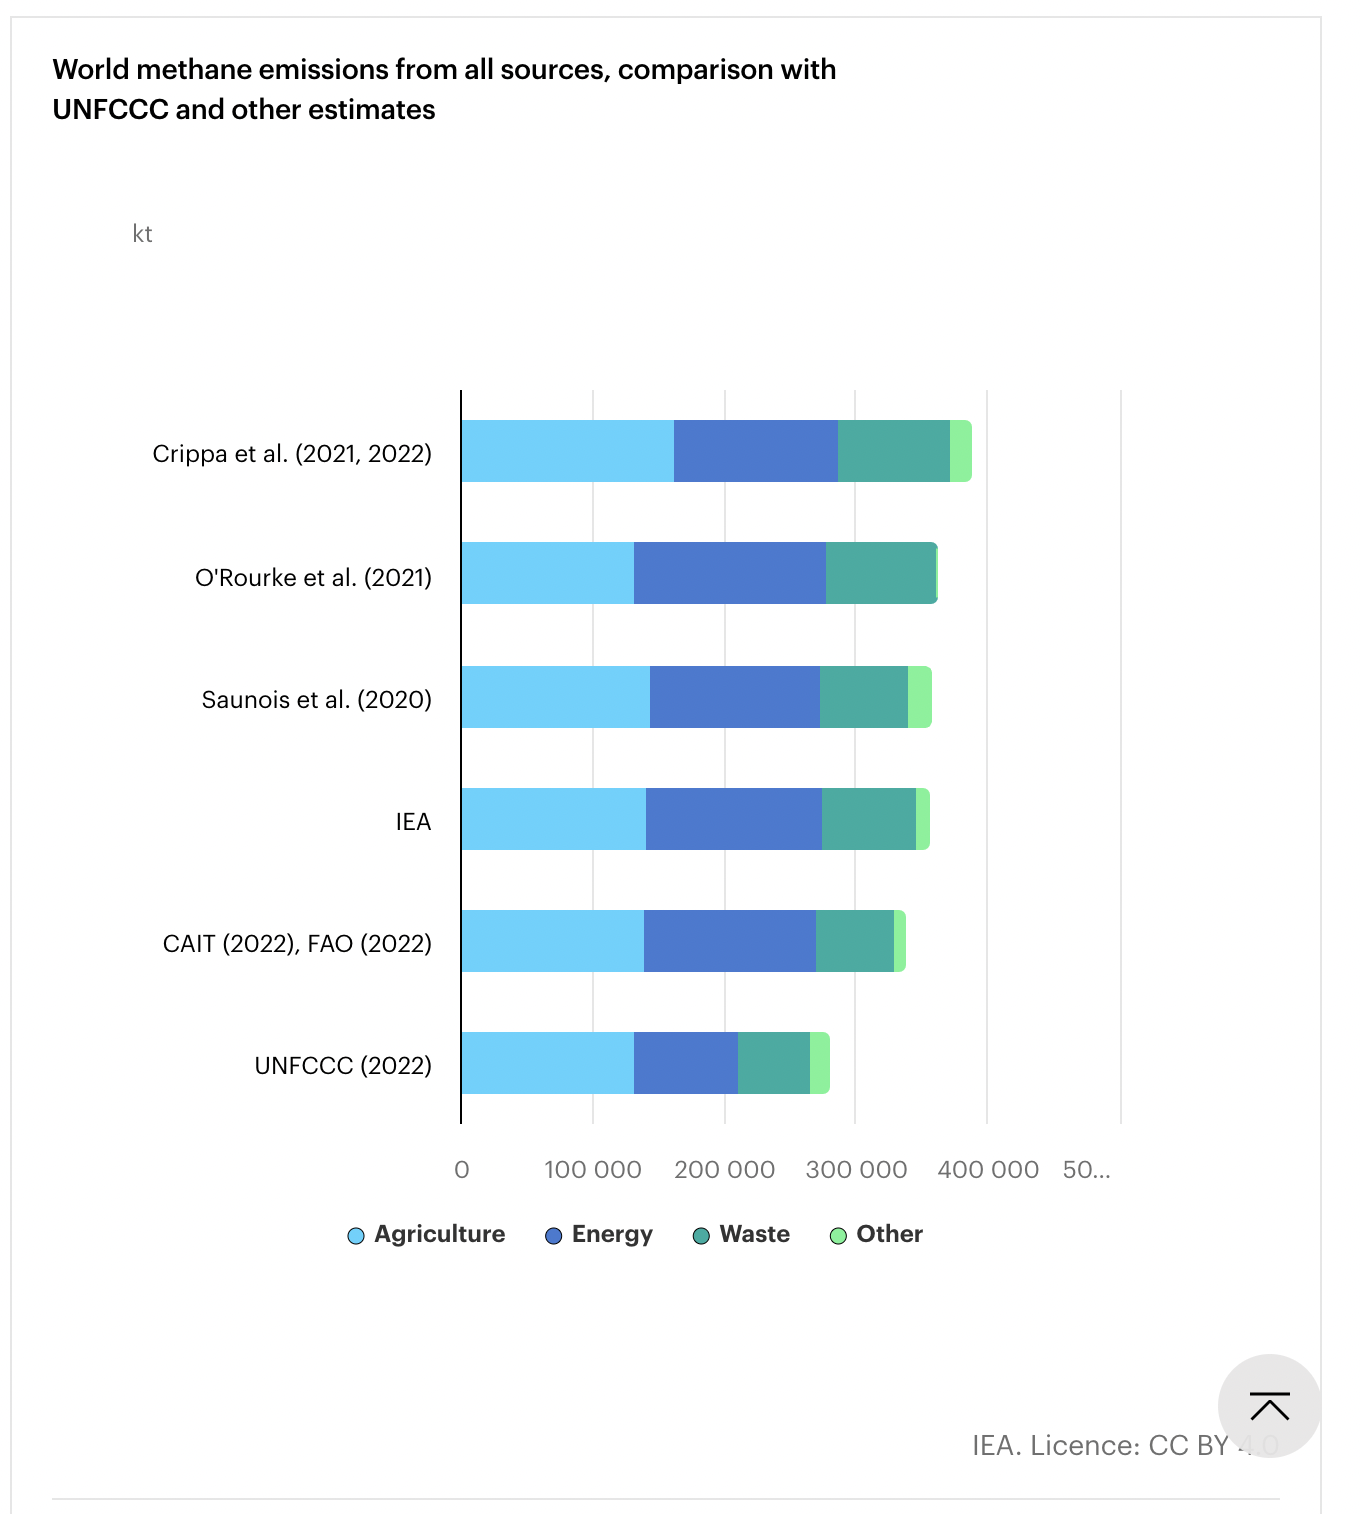 World methane emissions from all sources, comparison with
UNFCCC and other estimates
kt
Crippa et al. (2021, 2022)
O'Rourke et al. (2021)
Saunois et al. (2020)
IEA
CAIT (2022), FAO (2022)
UNFCCC (2022)
0 100 000 200 000 300 000 400 000 50...
Agriculture Energy Waste Other
IEA. Licence: CC BY 4.0